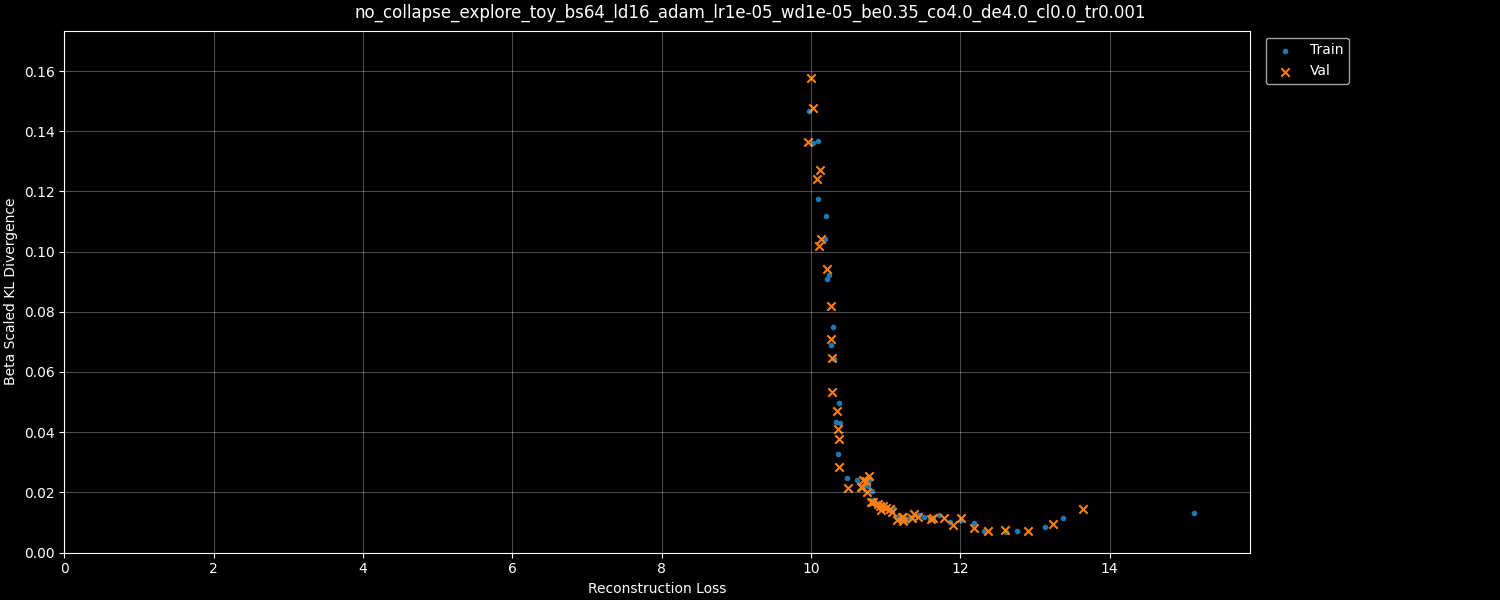 no_collapse_explore_toy_bs64_ld16_adam_lr1e-05_wd1e-05_be0.35_co4.0_de4.0_cl0.0_tr0.001
Train
Val
Beta Scaled KL Divergence
0.16
0.14
0.12
0.10
0.08
0.06
0.04
0.02
0.00
0 2 4 6 8 10 12 14
Reconstruction Loss